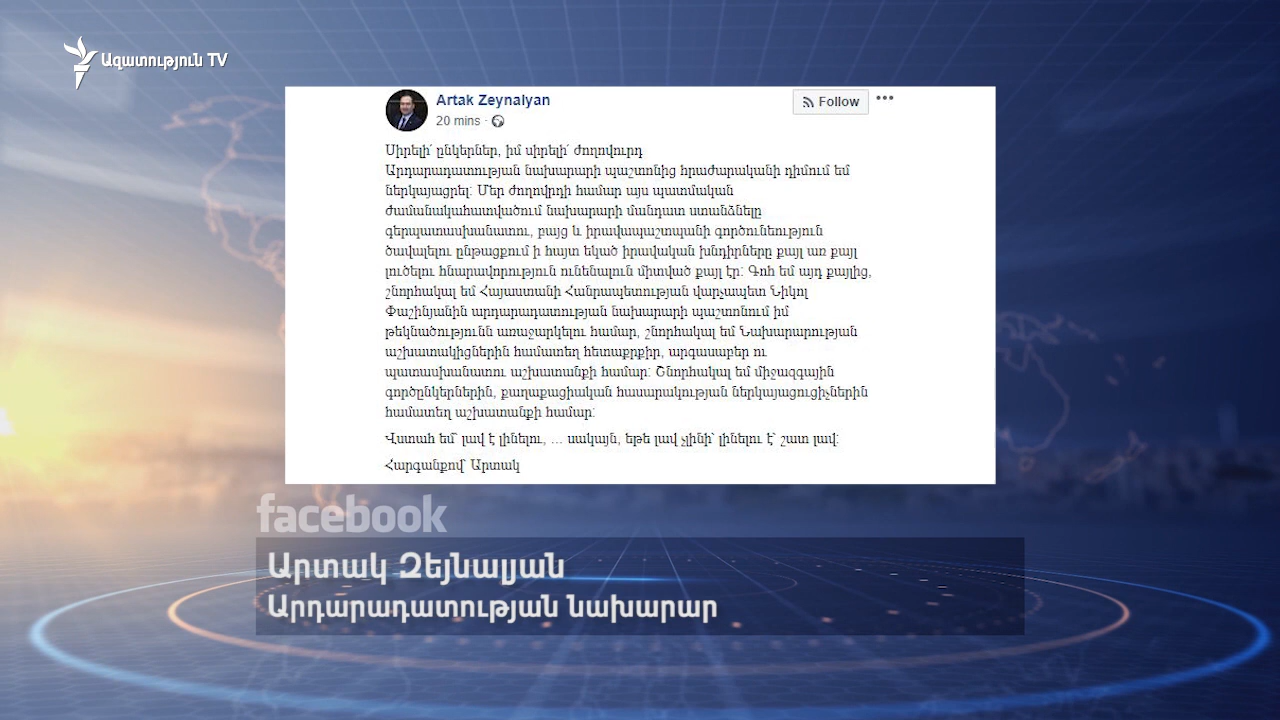 Ազատություն TV
Artak Zeynalyan
20 mins ·
Follow
Սիրելի՛ ընկերներ, իմ սիրելի՛ ժողովուրդ
Արդարադատության նախարարի պաշտոնից հրաժարականի դիմում եմ
ներկայացրել: Մեր ժողովրդի համար այս պատմական
ժամանակահատվածում նախարարի մանդատ ստանձնելը
գերպատասխանատու, բայց և իրավապաշտպանի գործունեություն
ծավալելու ընթացքում ի հայտ եկած իրավական խնդիրները քայլ առ քայլ
լուծելու հնարավորություն ունենալուն միտված քայլ էր: Գոհ եմ այդ քայլից,
շնորհակալ եմ Հայաստանի Հանրապետության վարչապետ Նիկոլ
Փաշինյանին արդարադատության նախարարի պաշտոնում իմ
թեկնածությունն առաջարկելու համար, շնորհակալ եմ Նախարարության
աշխատակիցներին համատեղ հետաքրքիր, արգասաբեր ու
պատասխանատու աշխատանքի համար: Շնորհակալ եմ միջազգային
գործընկերներին, քաղաքացիական հասարակության ներկայացուցիչներին
համատեղ աշխատանքի համար:
Վստահ եմ՝ լավ է լինելու, ... սակայն, եթե լավ չլինի՝ լինելու է՝ շատ լավ:
Հարգանքով՝ Արտակ
facebook
Արտակ Զեյնալյան
Արդարադատության նախարար